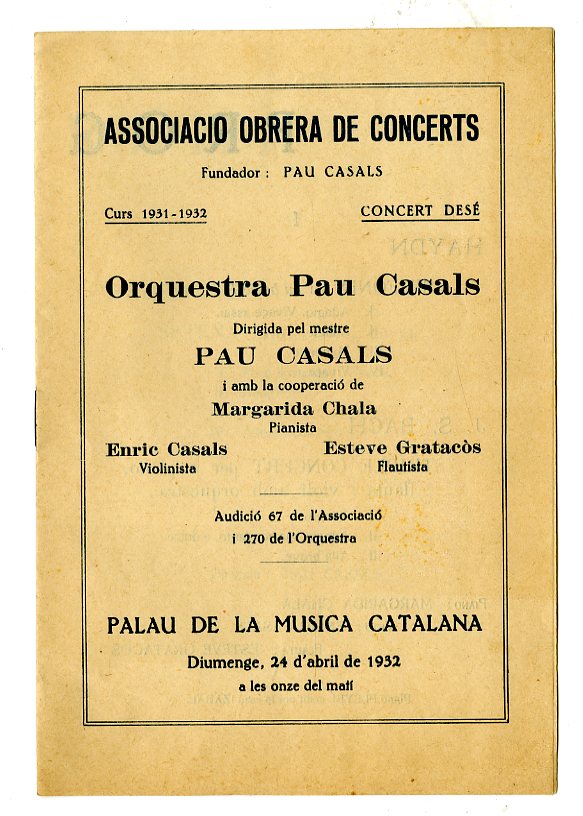 ASSOCIACIO OBRERA DE CONCERTS
Fundador : PAU CASALS
Curs 1931-1932 CONCERT DESÉ
Orquestra Pau Casals
Dirigida pel mestre
PAU CASALS
i amb la cooperació de
Margarida Chala
Pianista
Enric Casals Esteve Gratacòs
Violinista Flautista
Audició 67 de l'Associació
i 270 de l'Orquestra
PALAU DE LA MUSICA CATALANA
Diumenge, 24 d'abril de 1932
a les onze del matí